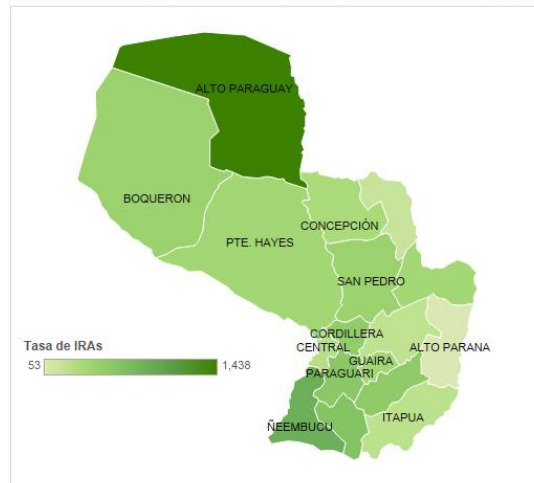 ALTO PARAGUAY
BOQUERON
CONCEPCIÓN
PTE. HAYES
SAN PEDRO
CORDILLERA
Tasa de IRAs
CENTRAL
ALTO PARANA
53
1,438
GUAIRA
PARAGUARI
ÑEEMBUCU
ITAPUA